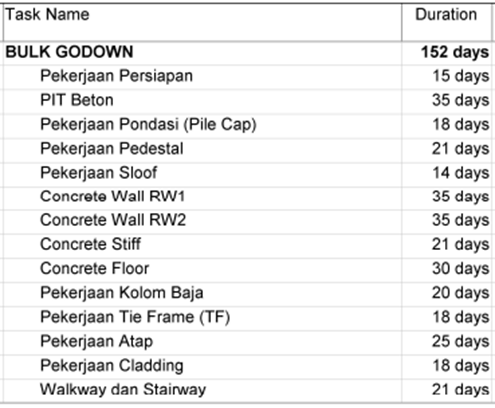 Task Name Duration
BULK GODOWN 152 days
Pekerjaan Persiapan 15 days
PIT Beton 35 days
Pekerjaan Pondasi (Pile Cap) 18 days
Pekerjaan Pedestal 21 days
Pekerjaan Sloof 14 days
Concrete Wall RW1 35 days
Concrete Wall RW2 35 days
Concrete Stiff 21 days
Concrete Floor 30 days
Pekerjaan Kolom Baja 20 days
Pekerjaan Tie Frame (TF) 18 days
Pekerjaan Atap 25 days
Pekerjaan Cladding 18 days
Walkway dan Stairway 21 days